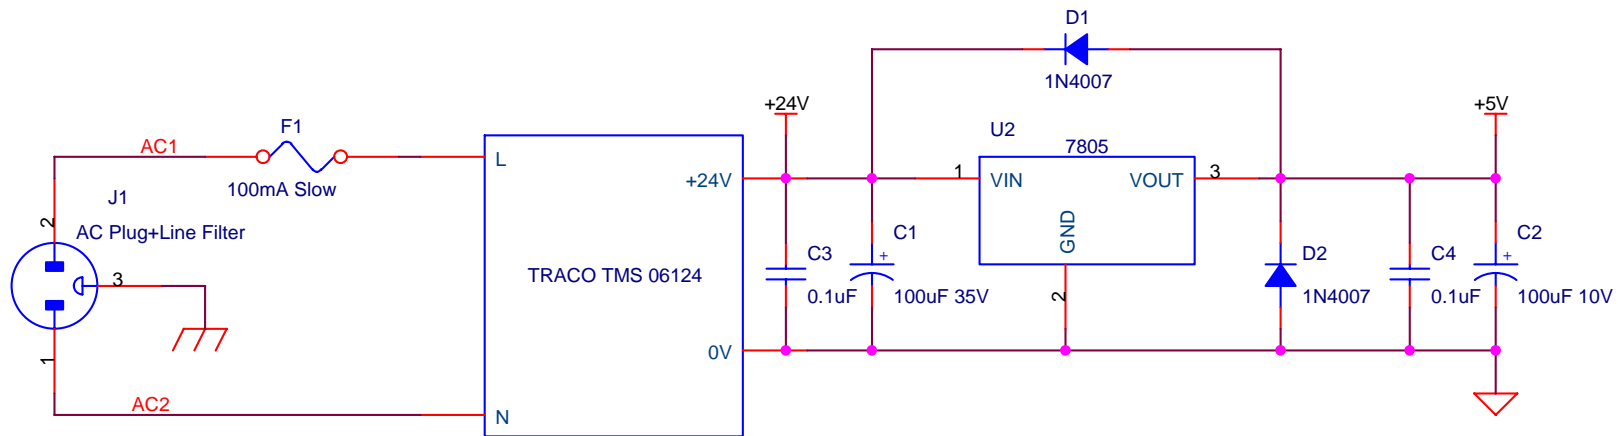 D1
1N4007
+24V
+5V
F1
AC1
100mA Slow
L
U2
7805
1
VIN
VOUT
3
GND
2
+24V
J1
2
AC Plug+Line Filter
3
1
TRACO TMS 06124
C3
0.1uF
C1
+
100uF 35V
D2
1N4007
C4
0.1uF
C2
+
100uF 10V
0V
AC2
N